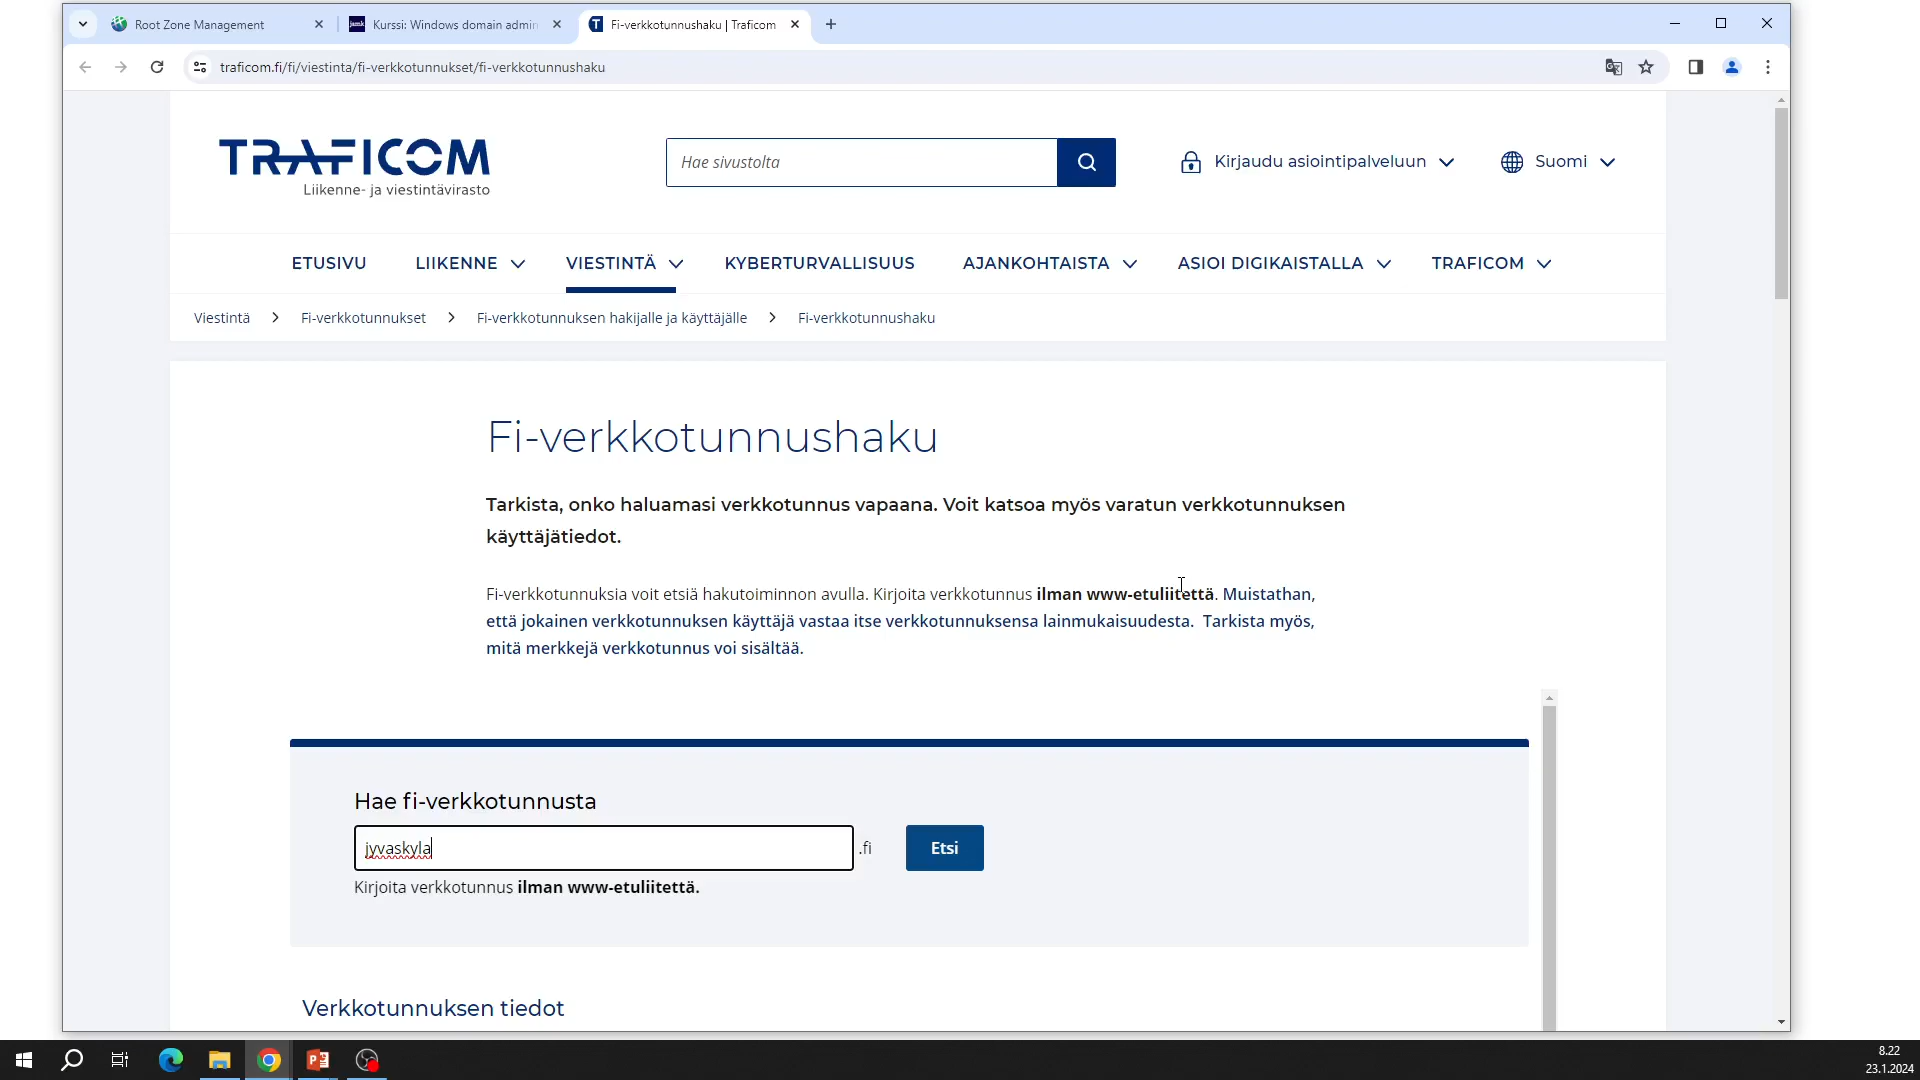 Root Zone Management
Kurssi: Windows domain admin
Fi-verkkotunnushaku | Traficom
traficom.fi/fi/viestinta/fi-verkkotunnukset/fi-verkkotunnushaku
TRAFICOM
Liikenne- ja viestintävirasto
Hae sivustolta
Kirjaudu asiointipalveluun
Suomi
ETUSIVU LIIKENNE VIESTINTÄ KYBERTURVALLISUUS AJANKOHTAISTA ASIOI DIGIKAISTALLA TRAFICOM
Viestintä > Fi-verkkotunnukset > Fi-verkkotunnuksen hakijalle ja käyttäjälle > Fi-verkkotunnushaku
Fi-verkkotunnushaku
Tarkista, onko haluamasi verkkotunnus vapaana. Voit katsoa myös varatun verkkotunnuksen
käyttäjätiedot.
Fi-verkkotunnuksia voit etsiä hakutoiminnon avulla. Kirjoita verkkotunnus ilman www-etuliitettä. Muistathan,
että jokainen verkkotunnuksen käyttäjä vastaa itse verkkotunnuksensa lainmukaisuudesta. Tarkista myös,
mitä merkkejä verkkotunnus voi sisältää.
Hae fi-verkkotunnusta
jyvaskyla .fi Etsi
Kirjoita verkkotunnus ilman www-etuliitettä.
Verkkotunnuksen tiedot
8.22
23.1.2024